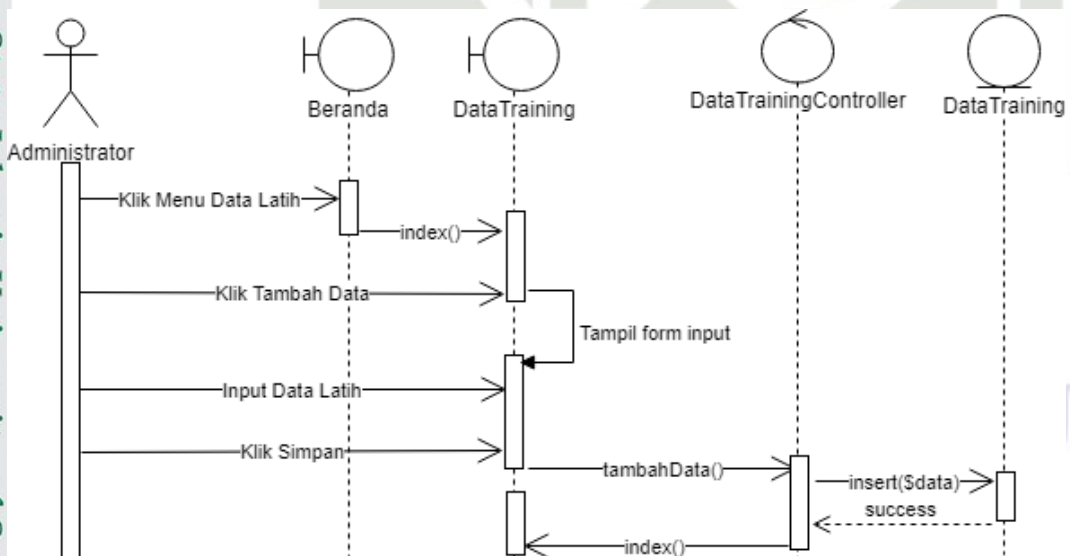 Beranda
DataTraining
DataTrainingController
DataTraining
Administrator
Klik Menu Data Latih
index()
Klik Tambah Data
Tampil form input
Input Data Latih
Klik Simpan
tambahData()
insert($data)
success
index()